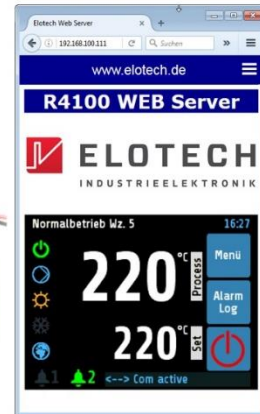 Elotech Web Server
192.168.100.111
Suchen
www.elotech.de
R4100 WEB Server
ELOTECH
INDUSTRIEELEKTRONIK
Normalbetrieb Wz. 5 16:27
220 °C Process
Menü
Alarm Log
220 °C Set
1 2 <--> Com active